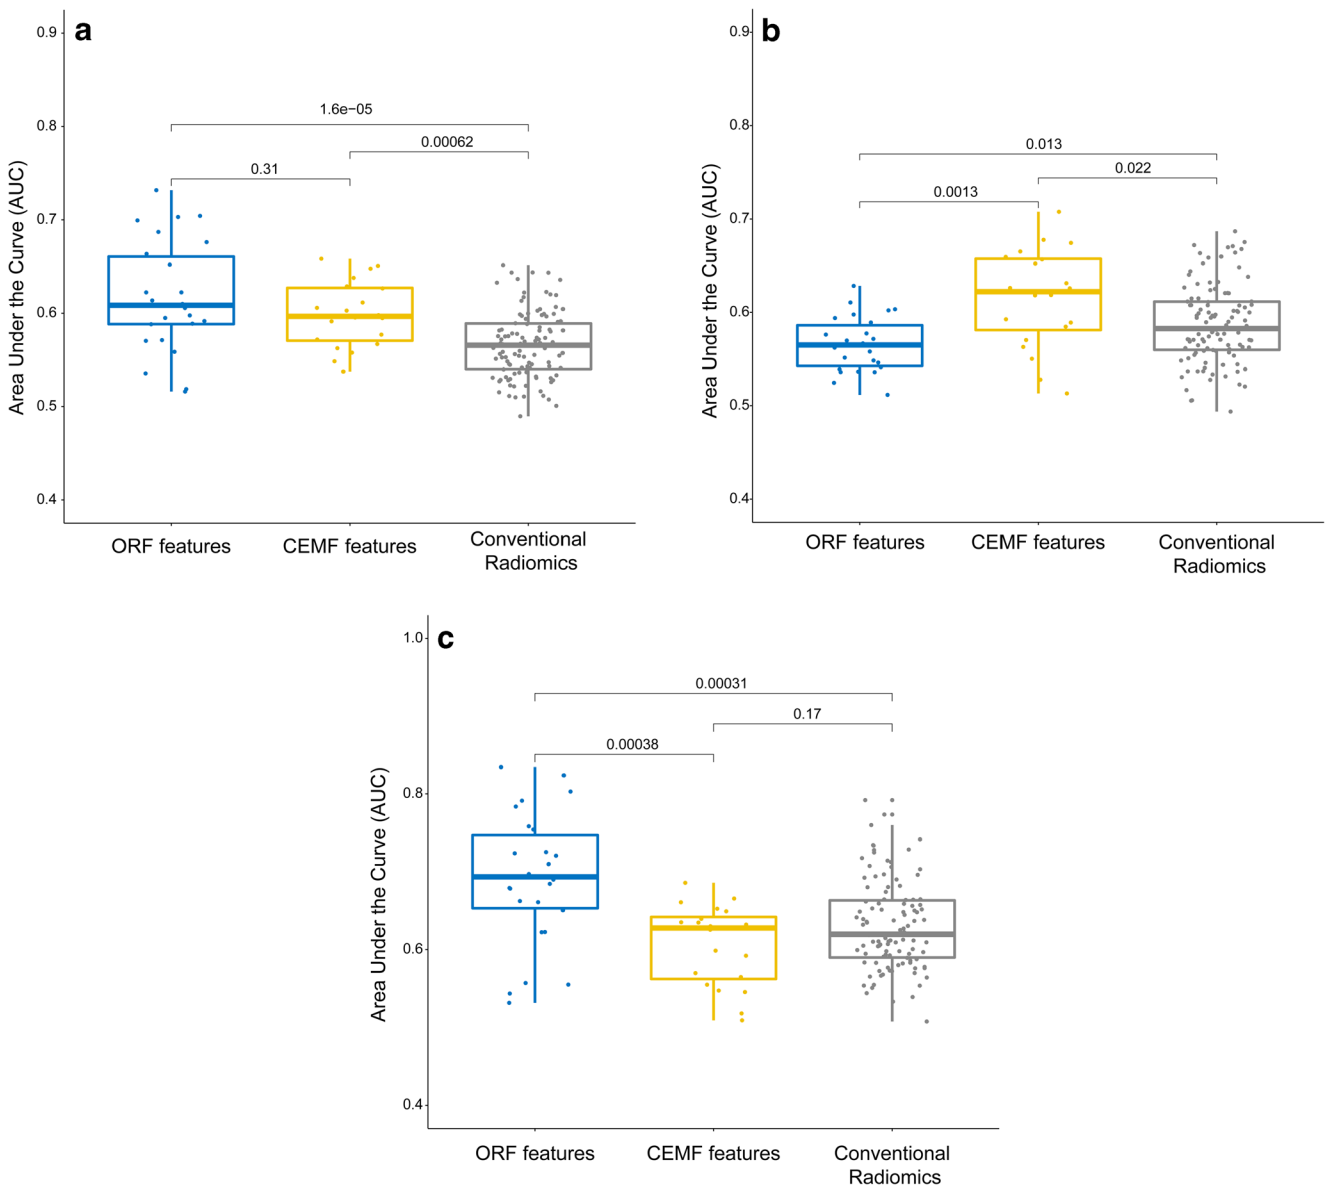 a
0.9
0.8
0.7
0.6
0.5
0.4
Area Under the Curve (AUC)
1.6e−05
0.00062
0.31
ORF features
CEMF features
Conventional
Radiomics
b
0.9
0.8
0.7
0.6
0.5
0.4
Area Under the Curve (AUC)
0.013
0.022
0.0013
ORF features
CEMF features
Conventional
Radiomics
c
1.0
0.8
0.6
0.4
Area Under the Curve (AUC)
0.00031
0.17
0.00038
ORF features
CEMF features
Conventional
Radiomics